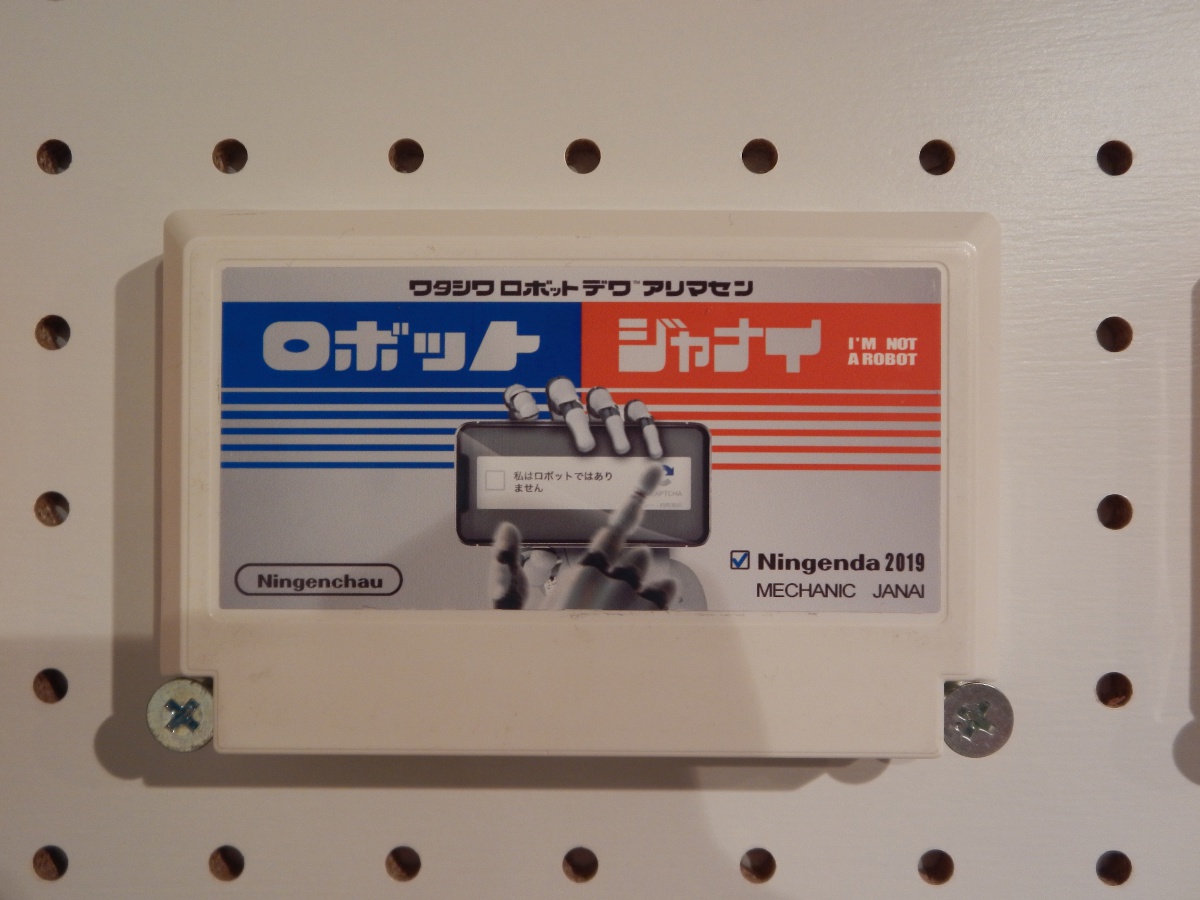 ワタシワ ロボット デワ™アリマセン
ロボット ジャナイ
I'M NOT
A ROBOT
私はロボットではあり
ません
Ningenchau
Ningenda 2019
MECHANIC JANAI